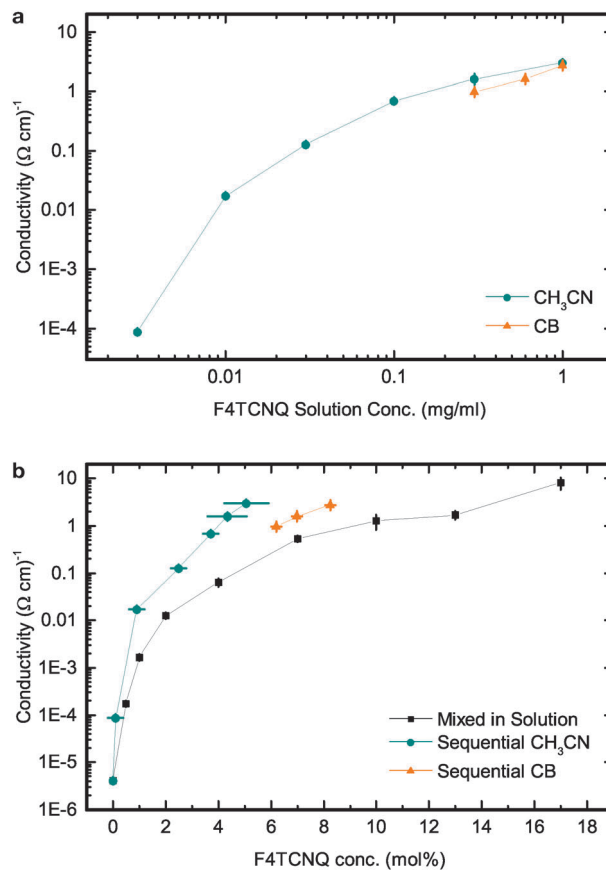 a
10
1
0.1
0.01
1E-3
1E-4
Conductivity (Ω cm)⁻¹
CH₃CN
CB
0.01 0.1 1
F4TCNQ Solution Conc. (mg/ml)
b
10
1
0.1
0.01
1E-3
1E-4
1E-5
1E-6
Conductivity (Ω cm)⁻¹
Mixed in Solution
Sequential CH₃CN
Sequential CB
0 2 4 6 8 10 12 14 16 18
F4TCNQ conc. (mol%)